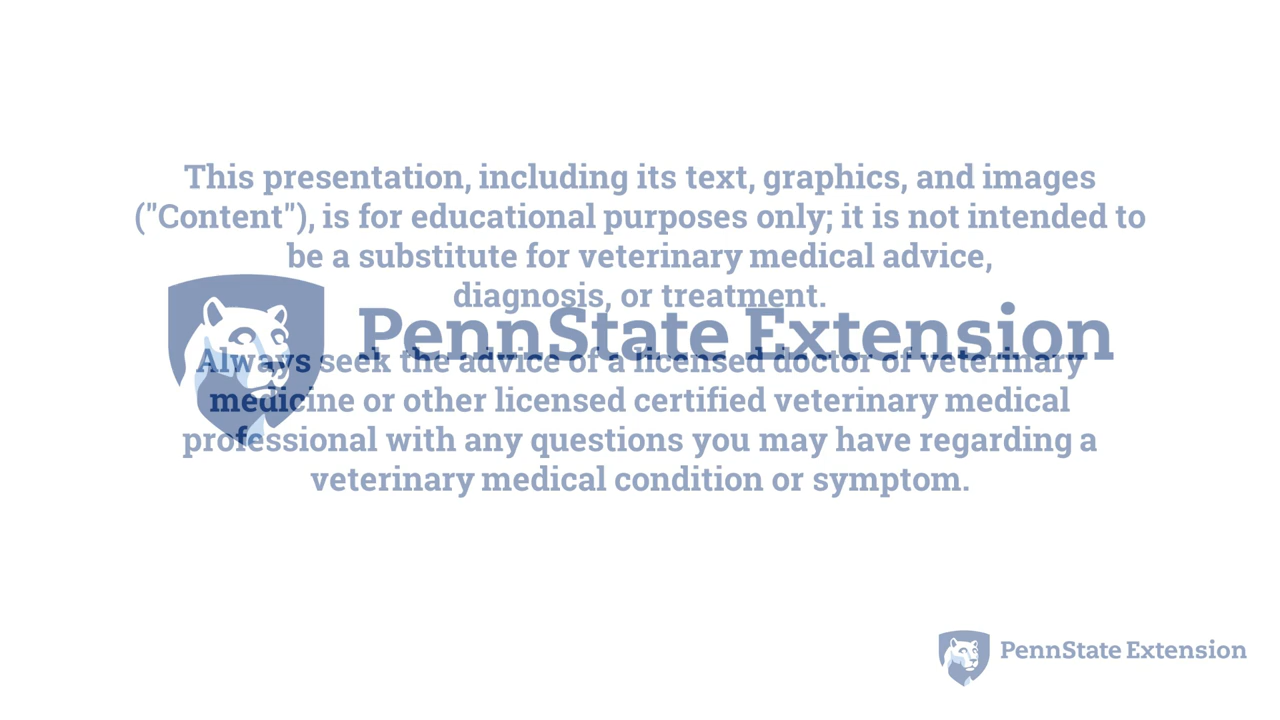 This presentation, including its text, graphics, and images
("Content"), is for educational purposes only; it is not intended to
be a substitute for veterinary medical advice,
diagnosis, or treatment.
PennState Extension
Always seek the advice of a licensed doctor of veterinary
medicine or other licensed certified veterinary medical
professional with any questions you may have regarding a
veterinary medical condition or symptom.
PennState Extension